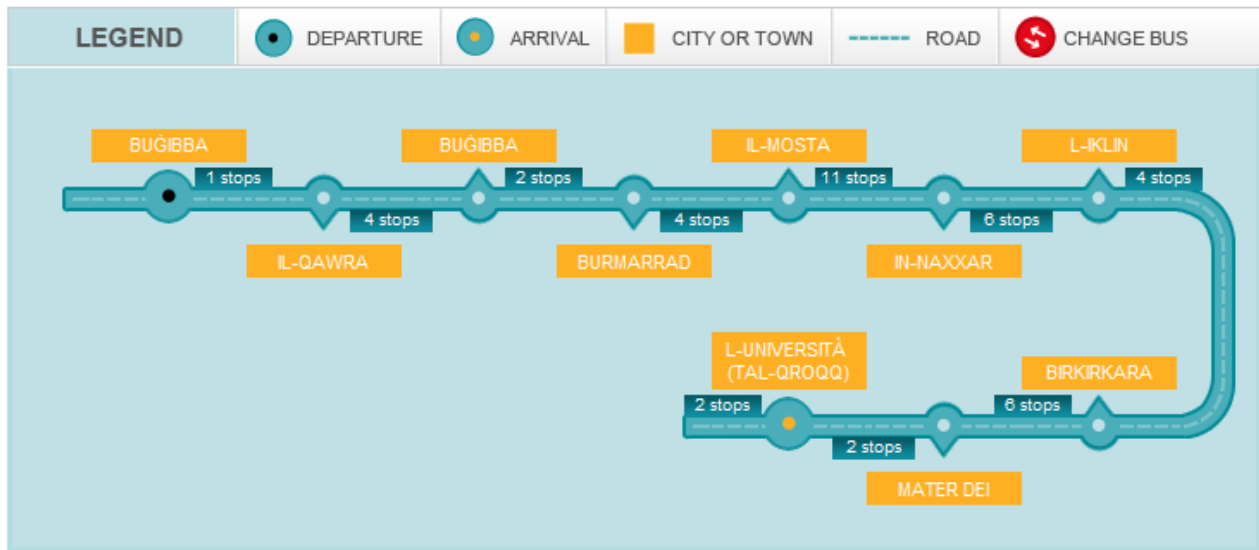 LEGEND
DEPARTURE
ARRIVAL
CITY OR TOWN
ROAD
CHANGE BUS
BUĠIBBA
1 stops
IL-QAWRA
4 stops
BUĠIBBA
2 stops
BURMARRAD
4 stops
IL-MOSTA
11 stops
IN-NAXXAR
6 stops
L-IKLIN
4 stops
BIRKIRKARA
6 stops
MATER DEI
2 stops
L-UNIVERSITÀ
(TAL-QROQQ)
2 stops